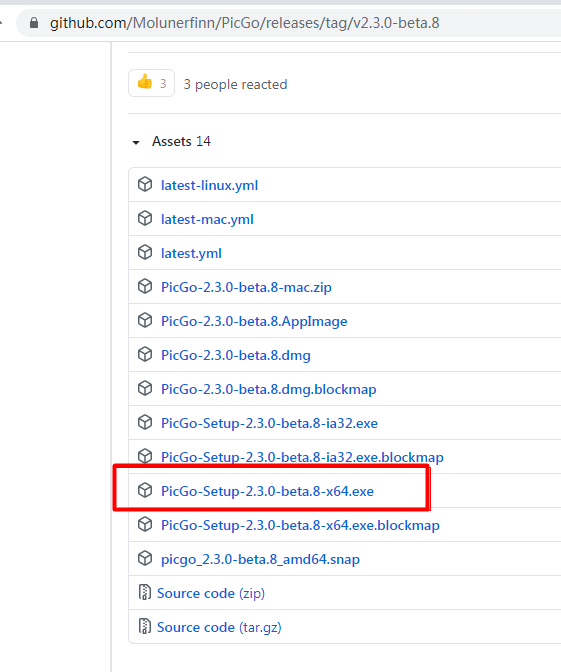 github.com/Molunerfinn/PicGo/releases/tag/v2.3.0-beta.8
👍 3 3 people reacted
Assets 14
latest-linux.yml
latest-mac.yml
latest.yml
PicGo-2.3.0-beta.8-mac.zip
PicGo-2.3.0-beta.8.AppImage
PicGo-2.3.0-beta.8.dmg
PicGo-2.3.0-beta.8.dmg.blockmap
PicGo-Setup-2.3.0-beta.8-ia32.exe
PicGo-Setup-2.3.0-beta.8-ia32.exe.blockmap
PicGo-Setup-2.3.0-beta.8-x64.exe
PicGo-Setup-2.3.0-beta.8-x64.exe.blockmap
picgo_2.3.0-beta.8_amd64.snap
Source code (zip)
Source code (tar.gz)